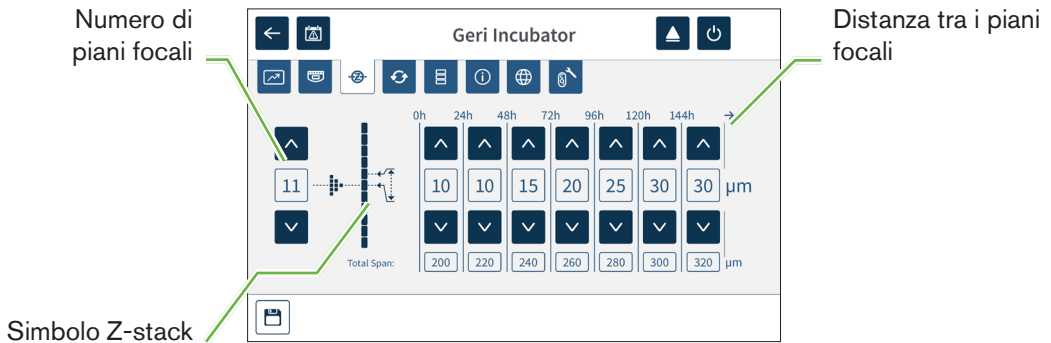 Numero di
piani focali
Distanza tra i piani
focali
Geri Incubator
0h 24h 48h 72h 96h 120h 144h →
11
10 10 15 20 25 30 30 μm
Total Span: 200 220 240 260 280 300 320 μm
Simbolo Z-stack